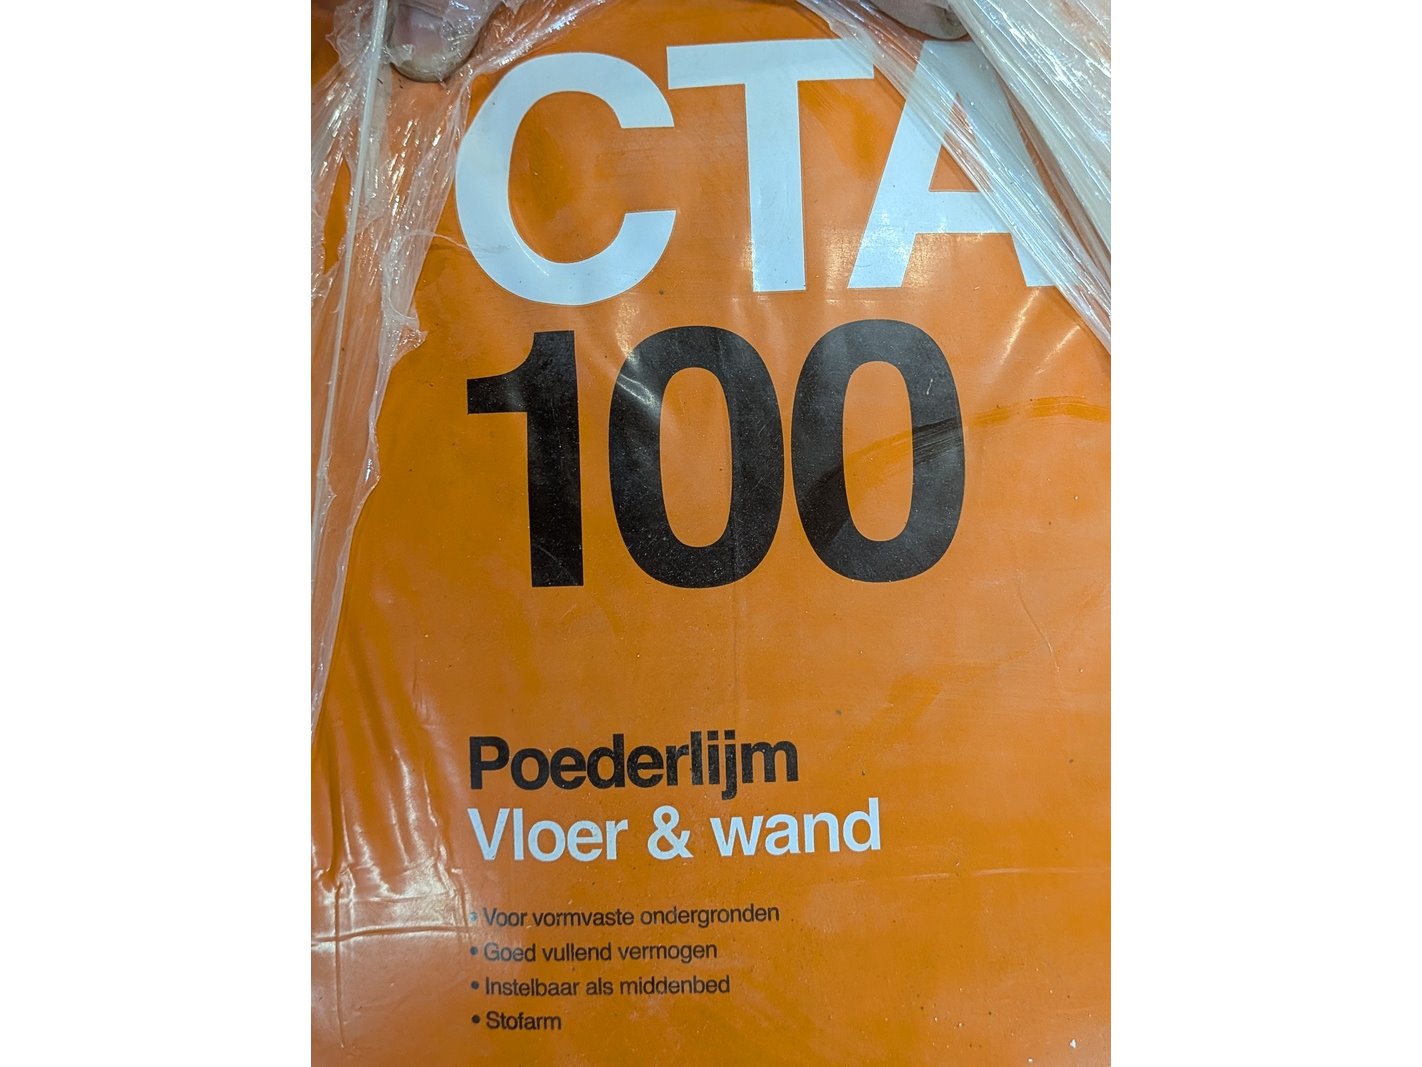 CTA
100
Poederlijm
Vloer & wand
• Voor vormvaste ondergronden
• Goed vullend vermogen
• Instelbaar als middenbed
• Stofarm